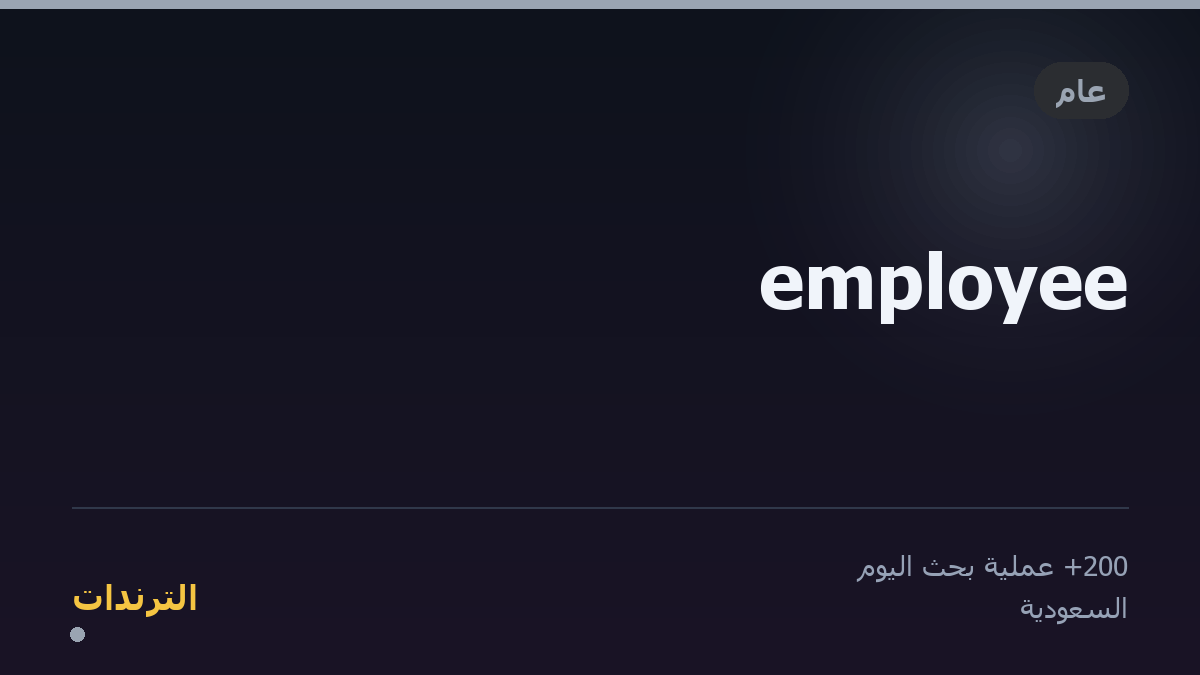 عام
employee
+200 عملية بحث اليوم
السعودية
الترندات